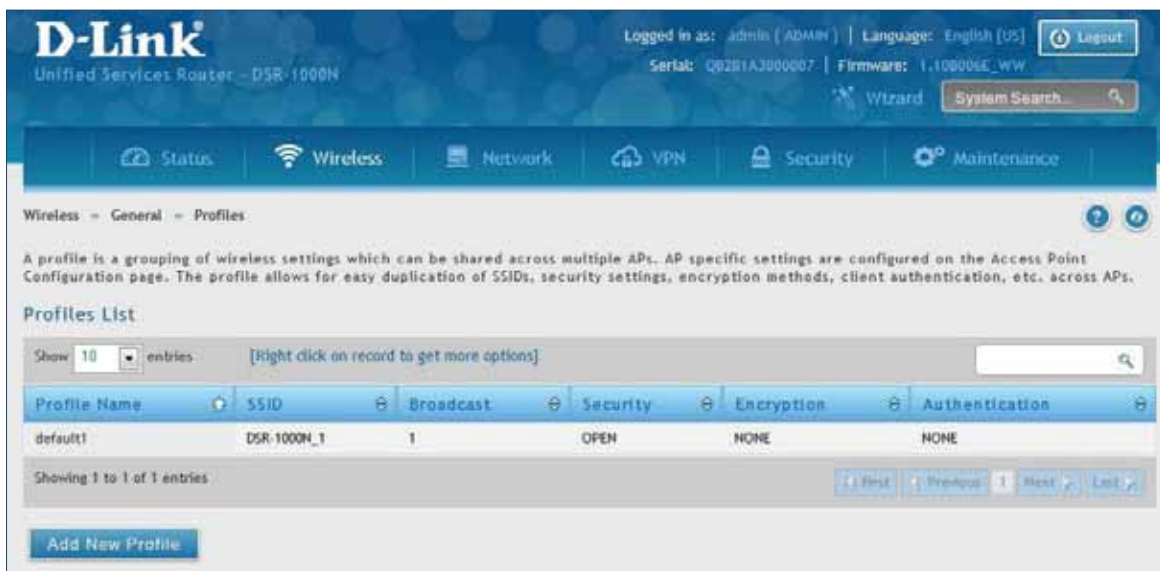 D-Link
Logged in as: admin ( ADMIN ) | Language: English [US]
Logout
Unified Services Router - DSR-1000N
Serial: | Firmware: WW
Wizard
System Search...
Status
Wireless
Network
VPN
Security
Maintenance
Wireless » General » Profiles
A profile is a grouping of wireless settings which can be shared across multiple APs. AP specific settings are configured on the Access Point
Configuration page. The profile allows for easy duplication of SSIDs, security settings, encryption methods, client authentication, etc. across APs.
Profiles List
Show 10 entries [Right click on record to get more options]
Profile Name SSID Broadcast Security Encryption Authentication
default1 DSR-1000N_1 1 OPEN NONE NONE
Showing 1 to 1 of 1 entries
First Previous 1 Next Last
Add New Profile